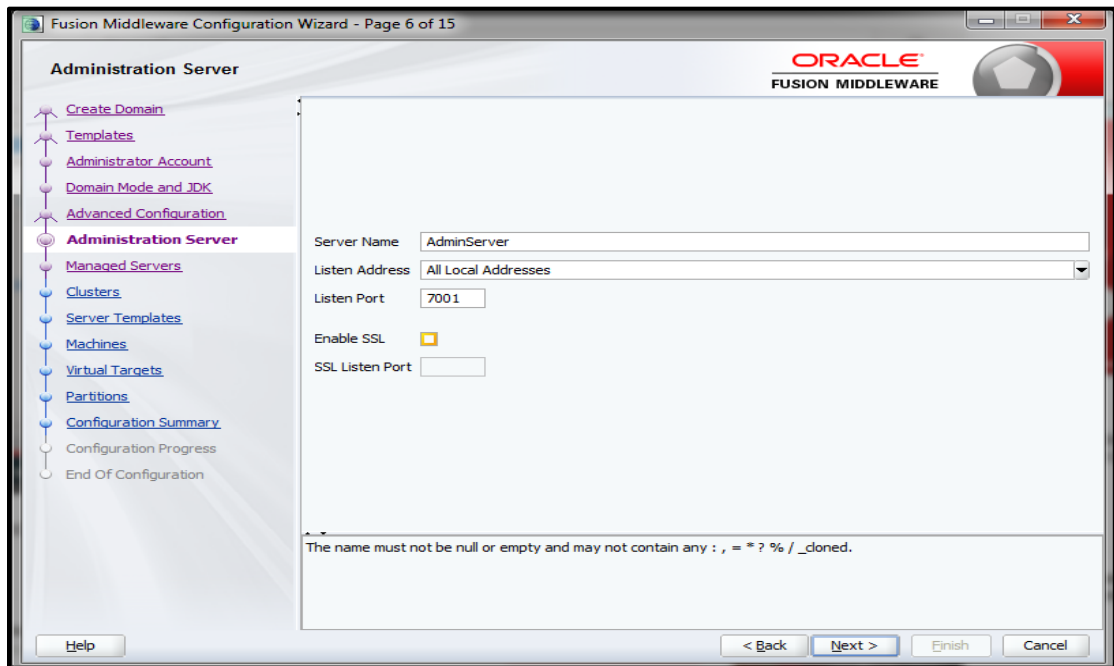 Fusion Middleware Configuration Wizard - Page 6 of 15
Administration Server
ORACLE
FUSION MIDDLEWARE
Create Domain
Templates
Administrator Account
Domain Mode and JDK
Advanced Configuration
Administration Server
Managed Servers
Clusters
Server Templates
Machines
Virtual Targets
Partitions
Configuration Summary
Configuration Progress
End Of Configuration
Server Name AdminServer
Listen Address All Local Addresses
Listen Port 7001
Enable SSL
SSL Listen Port
The name must not be null or empty and may not contain any : , = * ? % / _cloned.
Help < Back Next > Finish Cancel